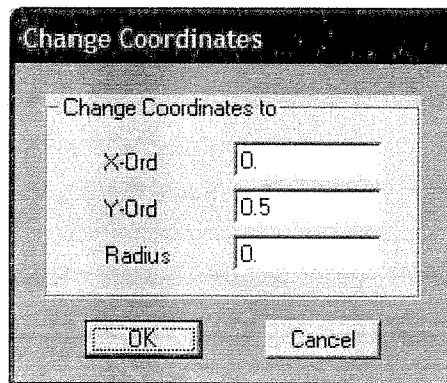 Change Coordinates
Change Coordinates to
X-Ord 0.
Y-Ord 0.5
Radius 0.
OK Cancel